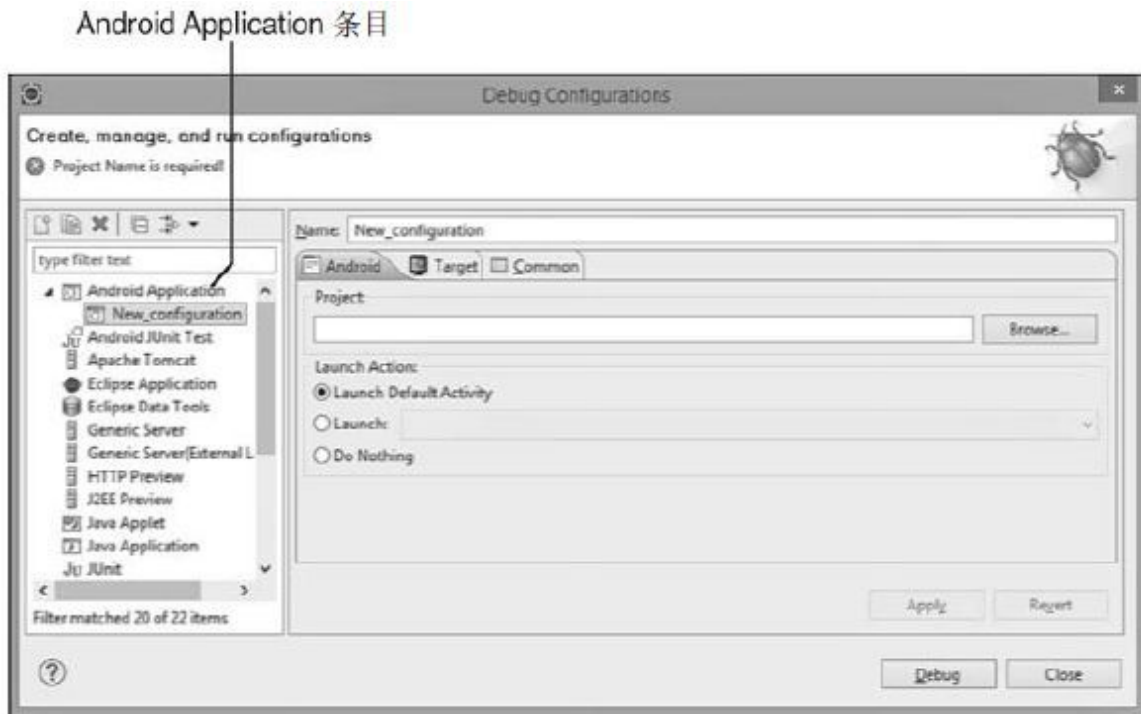 Android Application 条目
Debug Configurations
Create, manage, and run configurations
Project Name is required!
type filter text
Android Application
New_configuration
Android JUnit Test
Apache Tomcat
Eclipse Application
Eclipse Data Tools
Generic Server
Generic Server(External L
HTTP Preview
J2EE Preview
Java Applet
Java Application
Ju JUnit
Filter matched 20 of 22 items
Name: New_configuration
Android Target Common
Project:
Browse...
Launch Action:
Launch Default Activity
Launch:
Do Nothing
Apply Revert
Debug Close